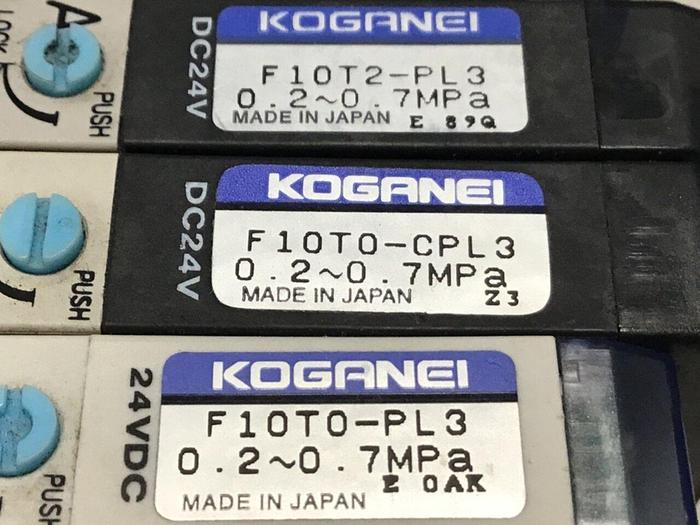 A
LOCK
PUSH
DC24V
KOGANEI
F10T2-PL3
0.2~0.7MPa
MADE IN JAPAN E 89Q
PUSH
DC24V
KOGANEI
F10T0-CPL3
0.2~0.7MPa
MADE IN JAPAN Z3
PUSH
24VDC
KOGANEI
F10T0-PL3
0.2~0.7MPa
E 0AK
MADE IN JAPAN